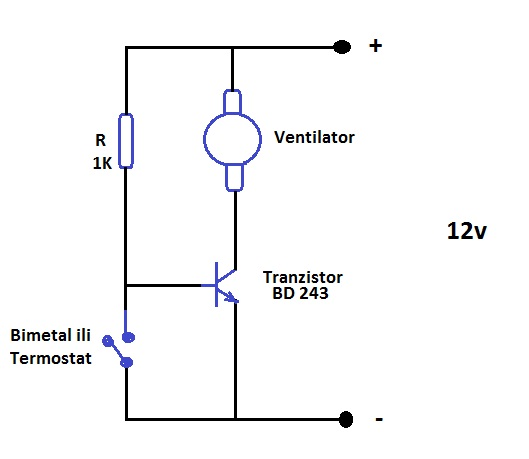 +
R
1K
Ventilator
12v
Tranzistor
BD 243
Bimetal ili
Termostat
-